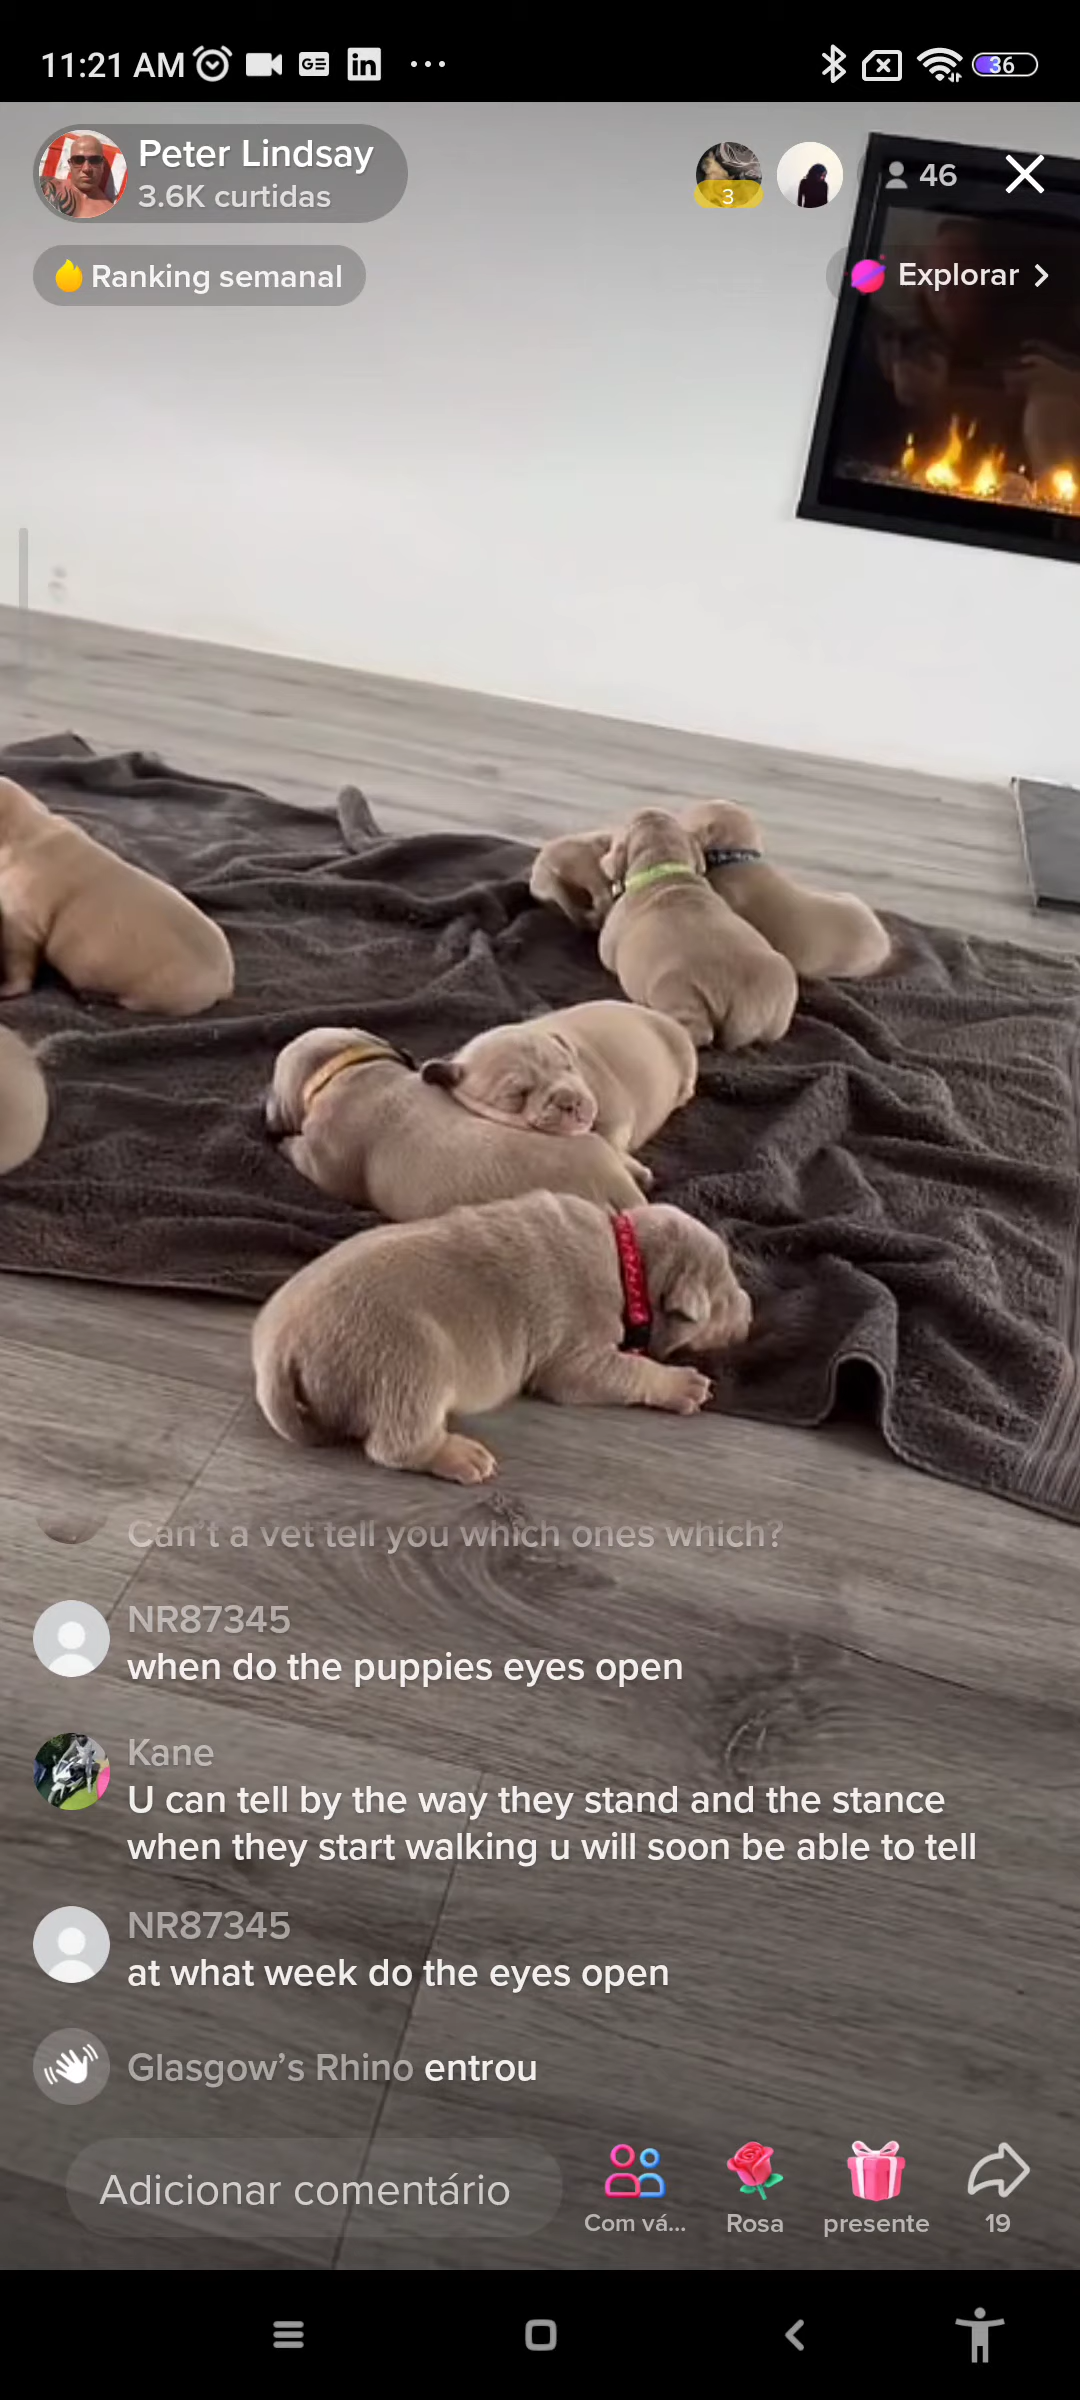 11:21 AM
GE
in
36
Peter Lindsay
3.6K curtidas
3
46
Ranking semanal
Explorar
Can't a vet tell you which ones which?
NR87345
when do the puppies eyes open
Kane
U can tell by the way they stand and the stance
when they start walking u will soon be able to tell
NR87345
at what week do the eyes open
Glasgow's Rhino entrou
Adicionar comentário
Com vá...
Rosa
presente
19